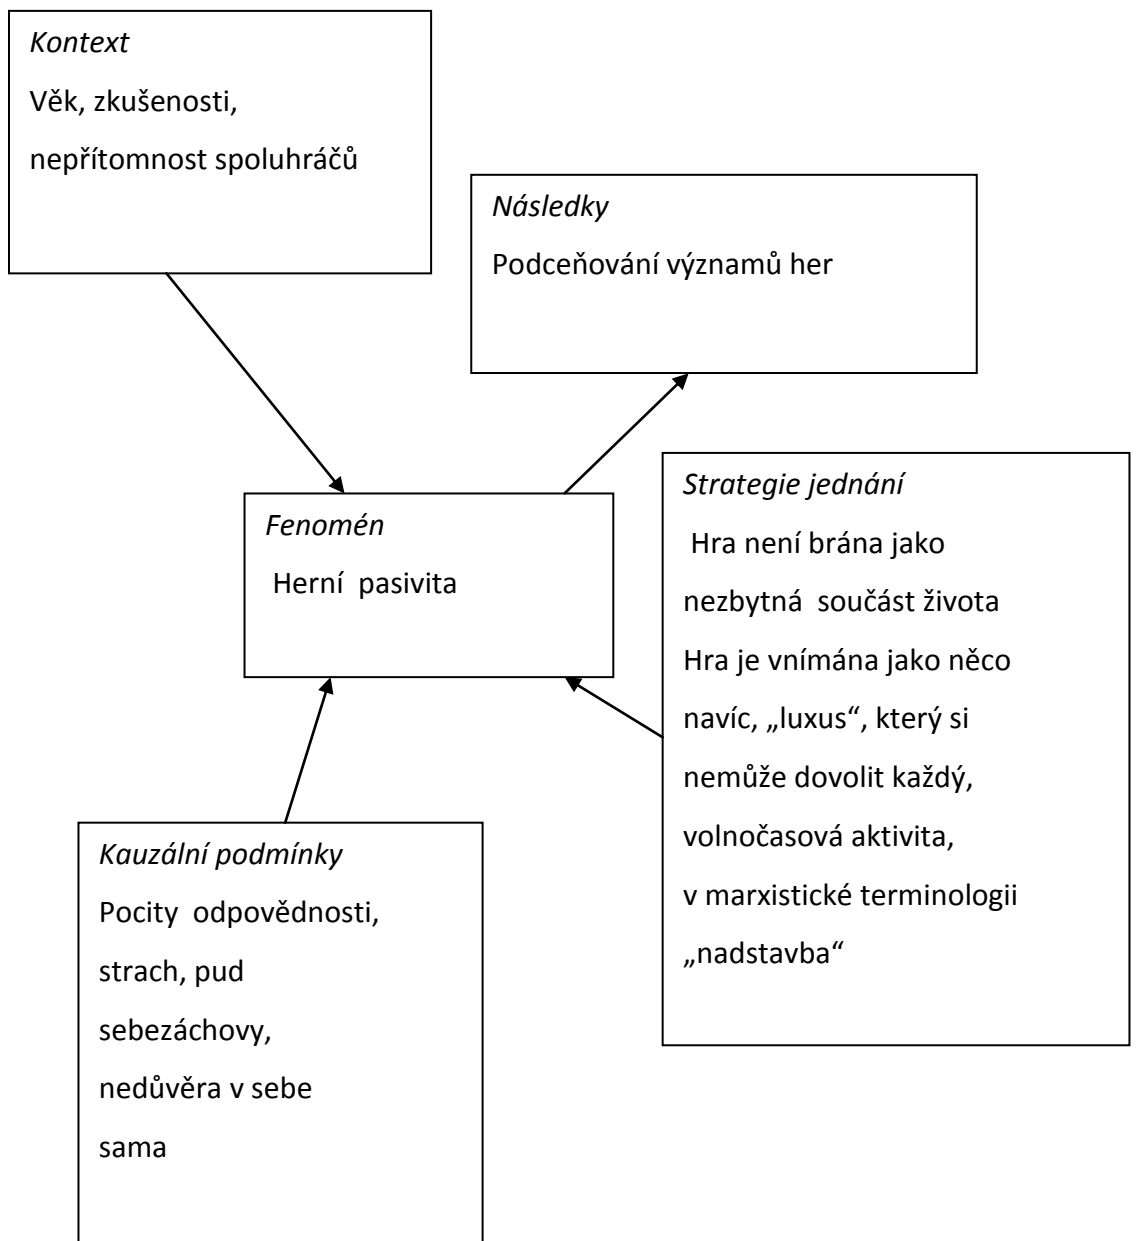 Kontext
Věk, zkušenosti,
nepřítomnost spoluhráčů
Následky
Podceňování významů her
Fenomén
Herní pasivita
Strategie jednání
Hra není brána jako
nezbytná součást života
Hra je vnímána jako něco
navíc, „luxus“, který si
nemůže dovolit každý,
volnočasová aktivita,
v marxistické terminologii
„nadstavba“
Kauzální podmínky
Pocity odpovědnosti,
strach, pud
sebezáchovy,
nedůvěra v sebe
sama